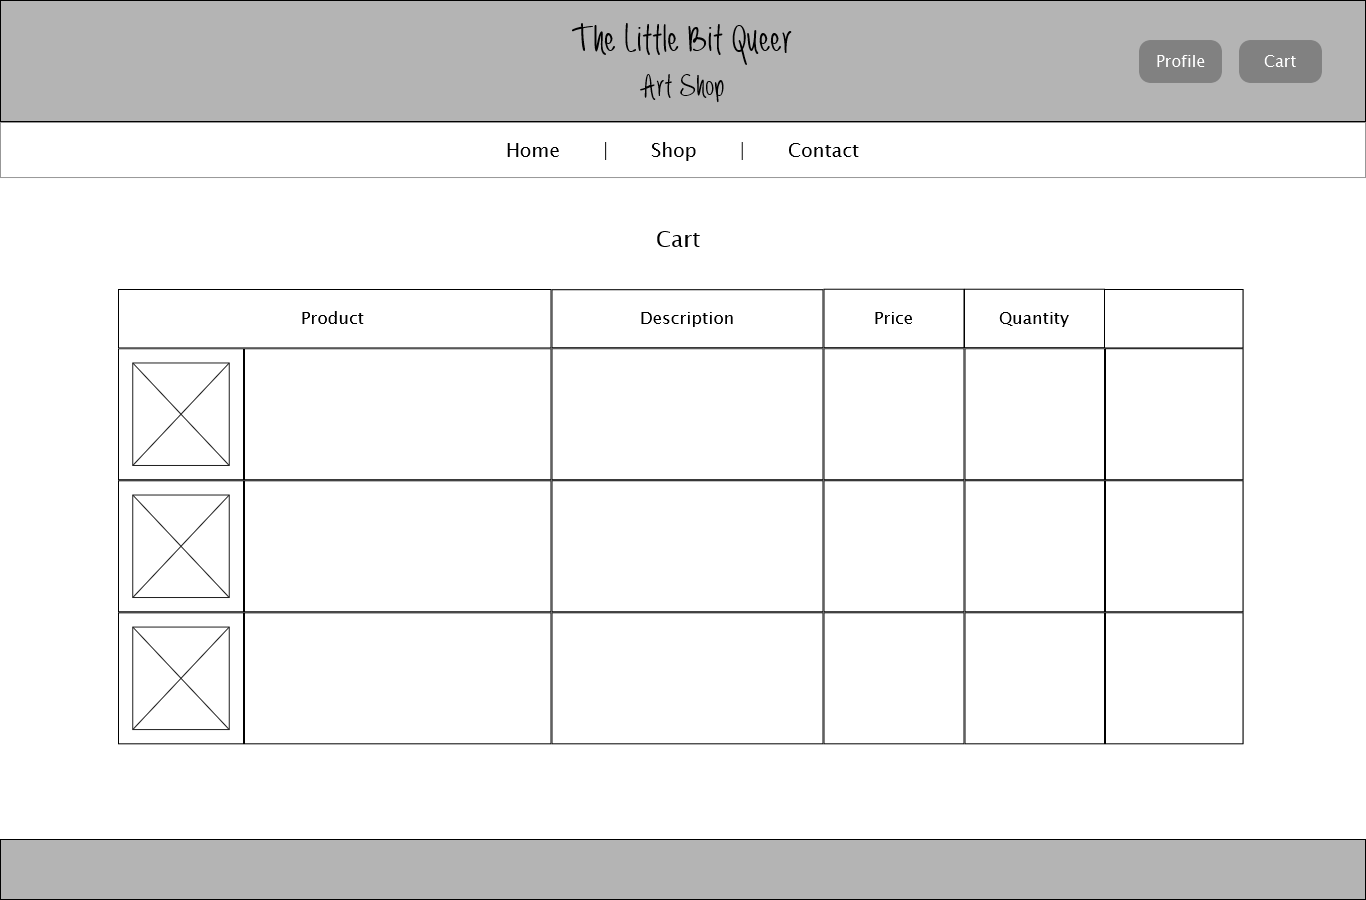 The Little Bit Queer
Art Shop
Profile Cart
Home | Shop | Contact
Cart
Product Description Price Quantity